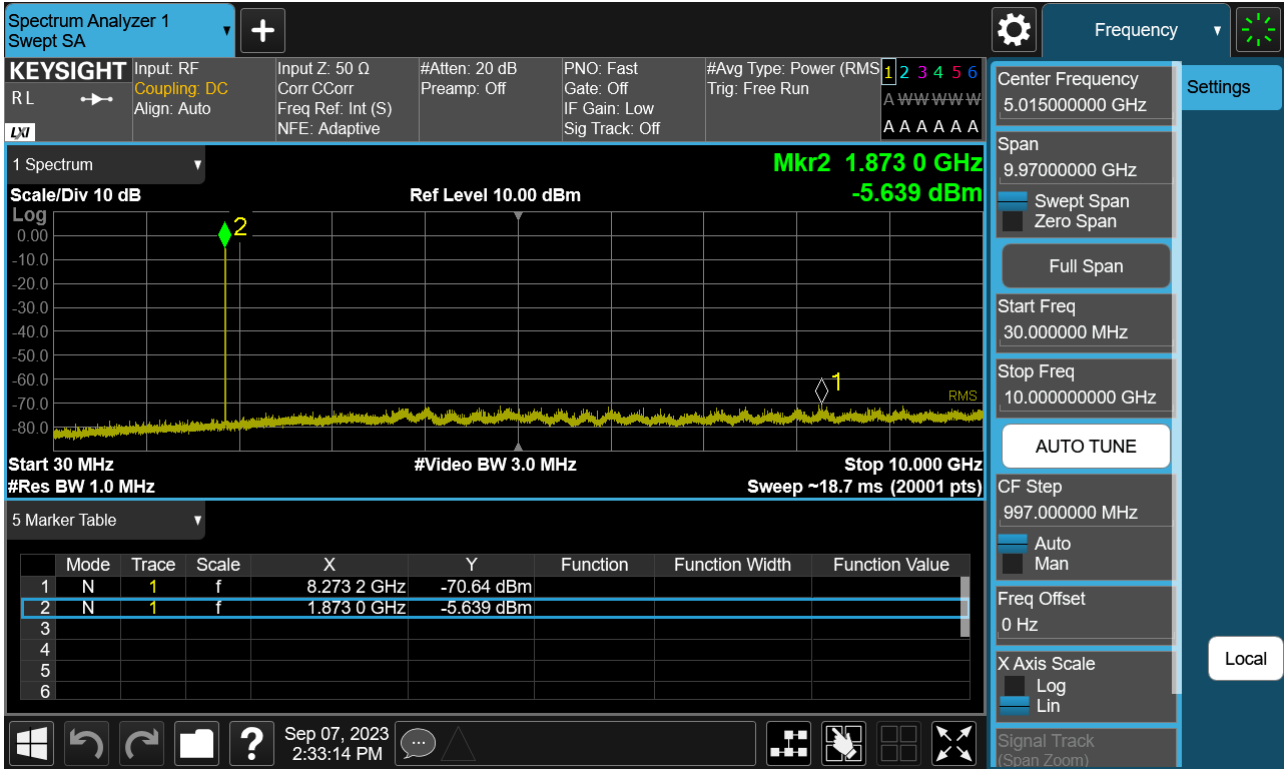 Spectrum Analyzer 1
Swept SA
+
Frequency
KEYSIGHT
R L
LXI
Input: RF
Coupling: DC
Align: Auto
Input Z: 50 Ω
Corr CCorr
Freq Ref: Int (S)
NFE: Adaptive
#Atten: 20 dB
Preamp: Off
PNO: Fast
Gate: Off
IF Gain: Low
Sig Track: Off
#Avg Type: Power (RMS
Trig: Free Run
1 2 3 4 5 6
A W W W W W
A A A A A A
1 Spectrum
Mkr2 1.873 0 GHz
-5.639 dBm
Scale/Div 10 dB
Ref Level 10.00 dBm
Log
0.00
-10.0
-20.0
-30.0
-40.0
-50.0
-60.0
-70.0
-80.0
2
1
RMS
Start 30 MHz
#Video BW 3.0 MHz
Stop 10.000 GHz
#Res BW 1.0 MHz
Sweep ~18.7 ms (20001 pts)
5 Marker Table
Mode Trace Scale X Y Function Function Width Function Value
1 N 1 f 8.273 2 GHz -70.64 dBm
2 N 1 f 1.873 0 GHz -5.639 dBm
3
4
5
6
Sep 07, 2023
2:33:14 PM
?
Center Frequency
5.015000000 GHz
Span
9.97000000 GHz
Swept Span
Zero Span
Full Span
Start Freq
30.000000 MHz
Stop Freq
10.000000000 GHz
AUTO TUNE
CF Step
997.000000 MHz
Auto
Man
Freq Offset
0 Hz
X Axis Scale
Log
Lin
Signal Track
(Span Zoom)
Settings
Local